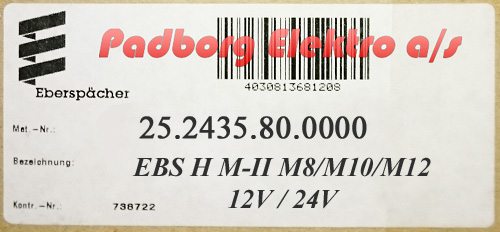 Padborg Elektro a/s
Eberspächer
4030813681208
Mat.-Nr.: 25.2435.80.0000
Bezeichnung: EBS H M-II M8/M10/M12
12V / 24V
Kontr.-Nr.: 738722